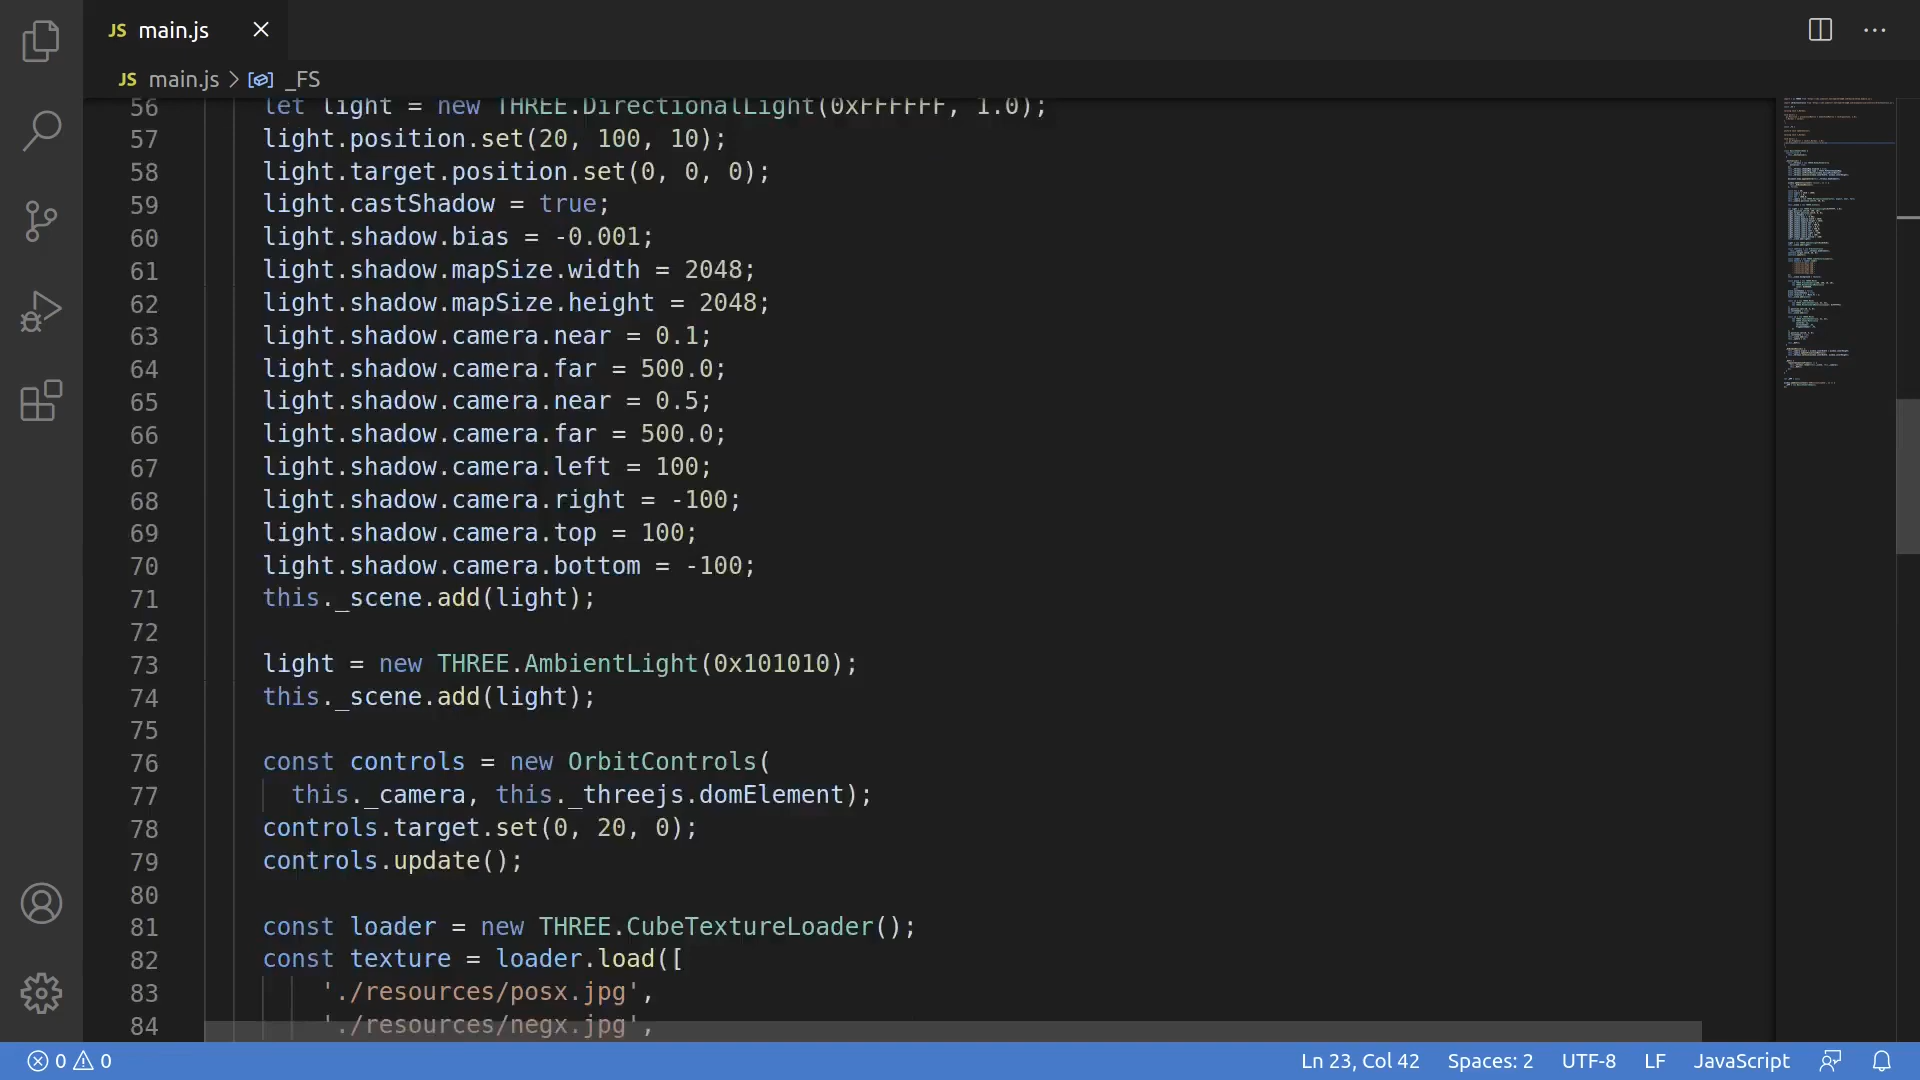 JS main.js
JS main.js > _FS
56 let light = new THREE.DirectionalLight(0xFFFFFF, 1.0);
57 light.position.set(20, 100, 10);
58 light.target.position.set(0, 0, 0);
59 light.castShadow = true;
60 light.shadow.bias = -0.001;
61 light.shadow.mapSize.width = 2048;
62 light.shadow.mapSize.height = 2048;
63 light.shadow.camera.near = 0.1;
64 light.shadow.camera.far = 500.0;
65 light.shadow.camera.near = 0.5;
66 light.shadow.camera.far = 500.0;
67 light.shadow.camera.left = 100;
68 light.shadow.camera.right = -100;
69 light.shadow.camera.top = 100;
70 light.shadow.camera.bottom = -100;
71 this._scene.add(light);
72
73 light = new THREE.AmbientLight(0x101010);
74 this._scene.add(light);
75
76 const controls = new OrbitControls(
77 this._camera, this._threejs.domElement);
78 controls.target.set(0, 20, 0);
79 controls.update();
80
81 const loader = new THREE.CubeTextureLoader();
82 const texture = loader.load([
83 './resources/posx.jpg',
84 './resources/negx.jpg',
0 0 Ln 23, Col 42 Spaces: 2 UTF-8 LF JavaScript